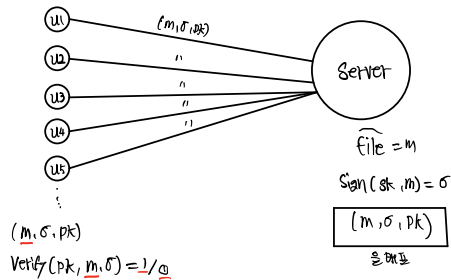 u1
(m,σ,pk)
u2
"
u3
"
u4
"
u5
"
Server
file = m
Sign(sk,m) = σ
(m,σ,pk)
을 배포
(m,σ,pk)
Verify(pk,m,σ) = 1/0